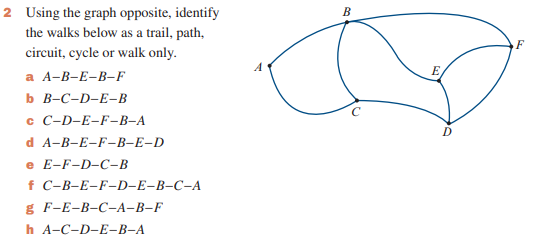 2 Using the graph opposite, identify
the walks below as a trail, path,
circuit, cycle or walk only.
a A–B–E–B–F
b B–C–D–E–B
c C–D–E–F–B–A
d A–B–E–F–B–E–D
e E–F–D–C–B
f C–B–E–F–D–E–B–C–A
g F–E–B–C–A–B–F
h A–C–D–E–B–A
B
F
A
E
C
D